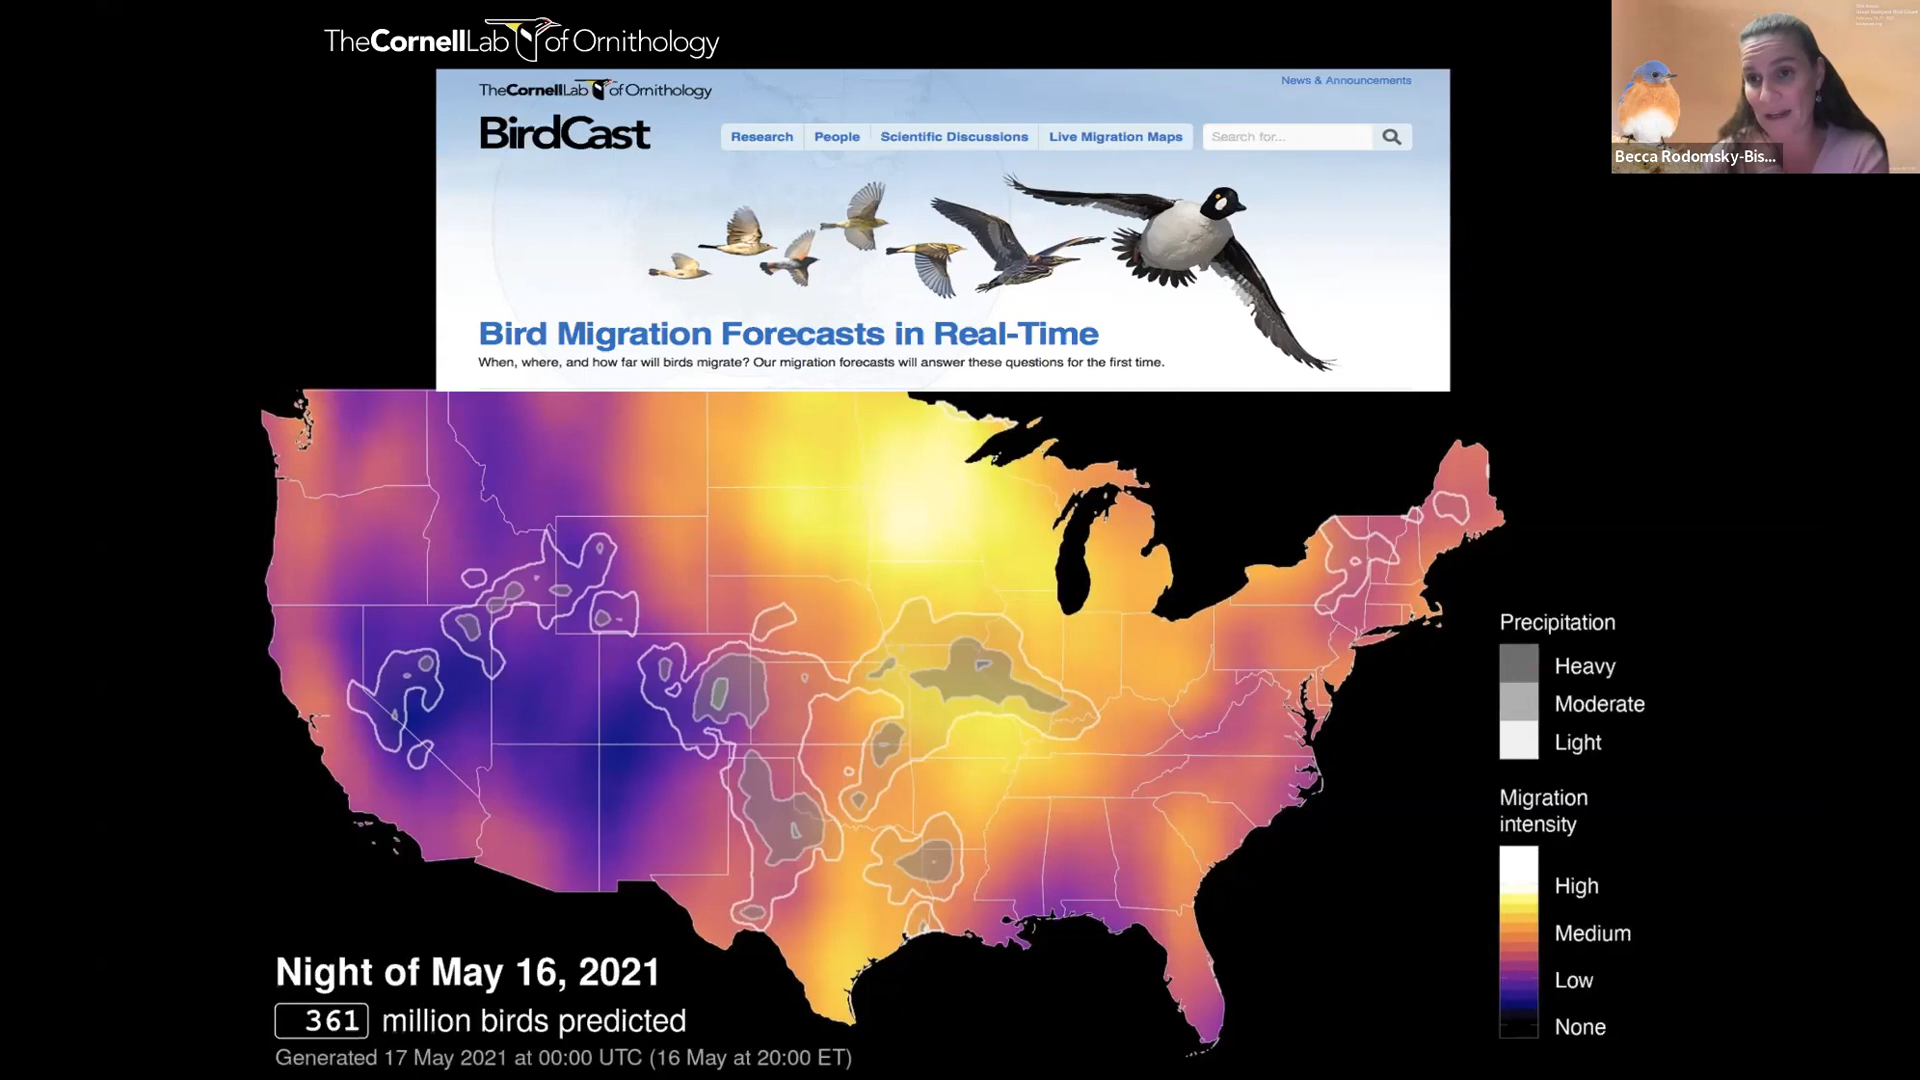 TheCornellLab of Ornithology
TheCornellLab of Ornithology
News & Announcements
BirdCast
Research
People
Scientific Discussions
Live Migration Maps
Search for...
Bird Migration Forecasts in Real-Time
When, where, and how far will birds migrate? Our migration forecasts will answer these questions for the first time.
Becca Rodomsky-Bis...
Precipitation
Heavy
Moderate
Light
Migration
intensity
High
Medium
Low
None
Night of May 16, 2021
361 million birds predicted
Generated 17 May 2021 at 00:00 UTC (16 May at 20:00 ET)